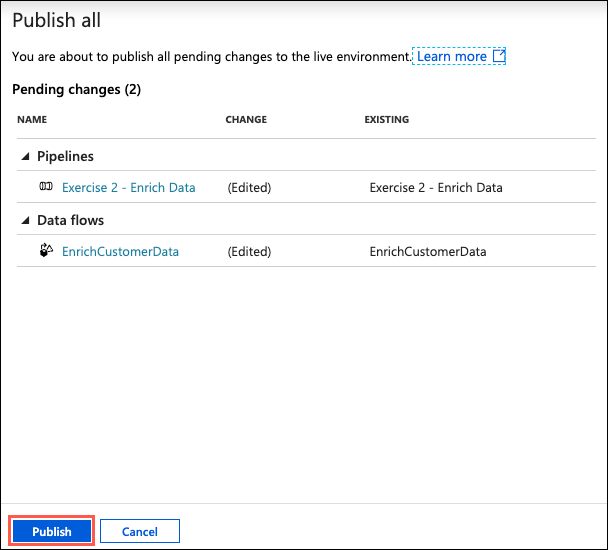 Publish all
You are about to publish all pending changes to the live environment. Learn more
Pending changes (2)
NAME CHANGE EXISTING
Pipelines
Exercise 2 - Enrich Data (Edited) Exercise 2 - Enrich Data
Data flows
EnrichCustomerData (Edited) EnrichCustomerData
Publish Cancel